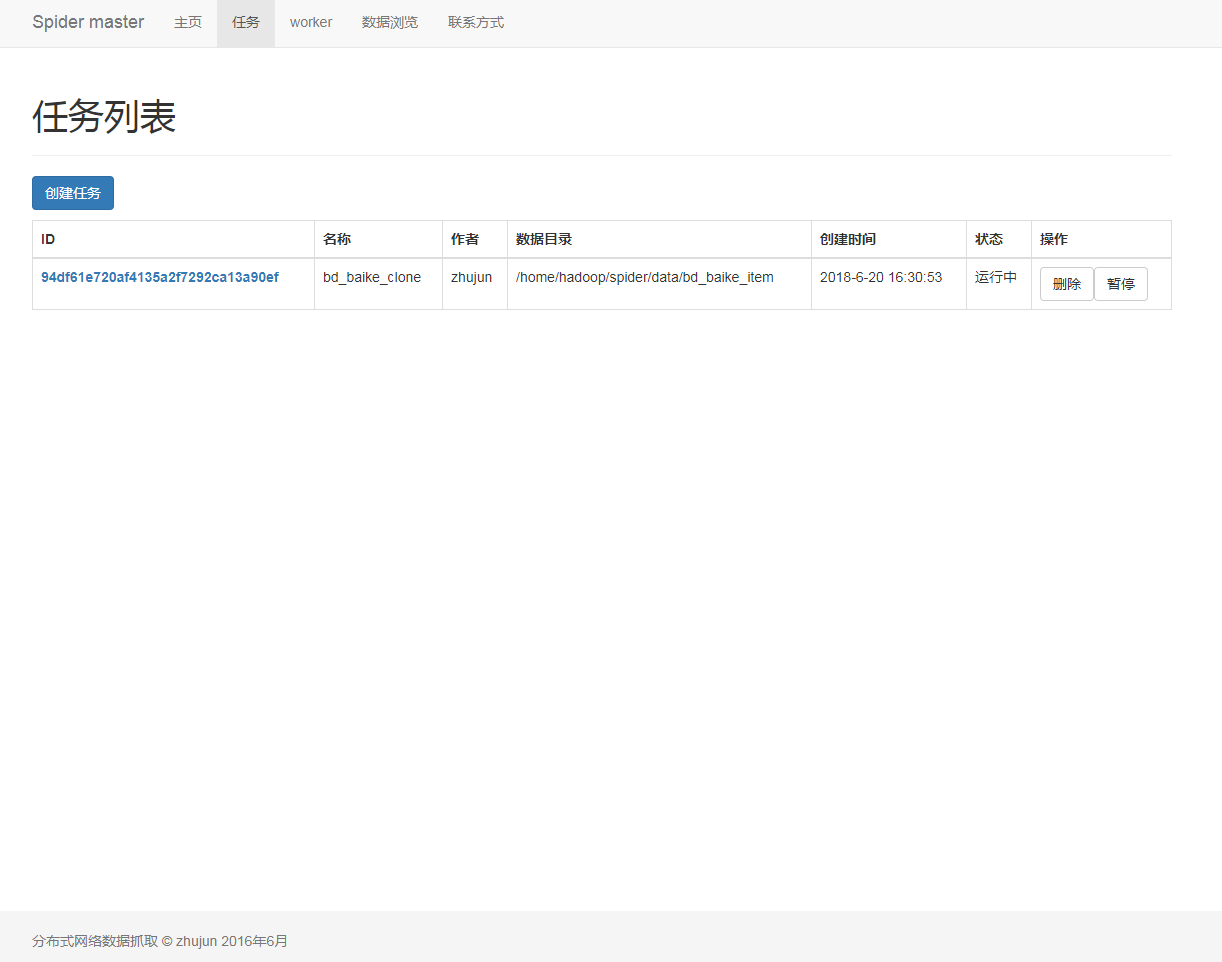 Spider master 主页 任务 worker 数据浏览 联系方式
任务列表
创建任务
ID 名称 作者 数据目录 创建时间 状态 操作
94df61e720af4135a2f7292ca13a90ef bd_baike_clone zhujun /home/hadoop/spider/data/bd_baike_item 2018-6-20 16:30:53 运行中 删除 暂停
分布式网络数据抓取 © zhujun 2016年6月